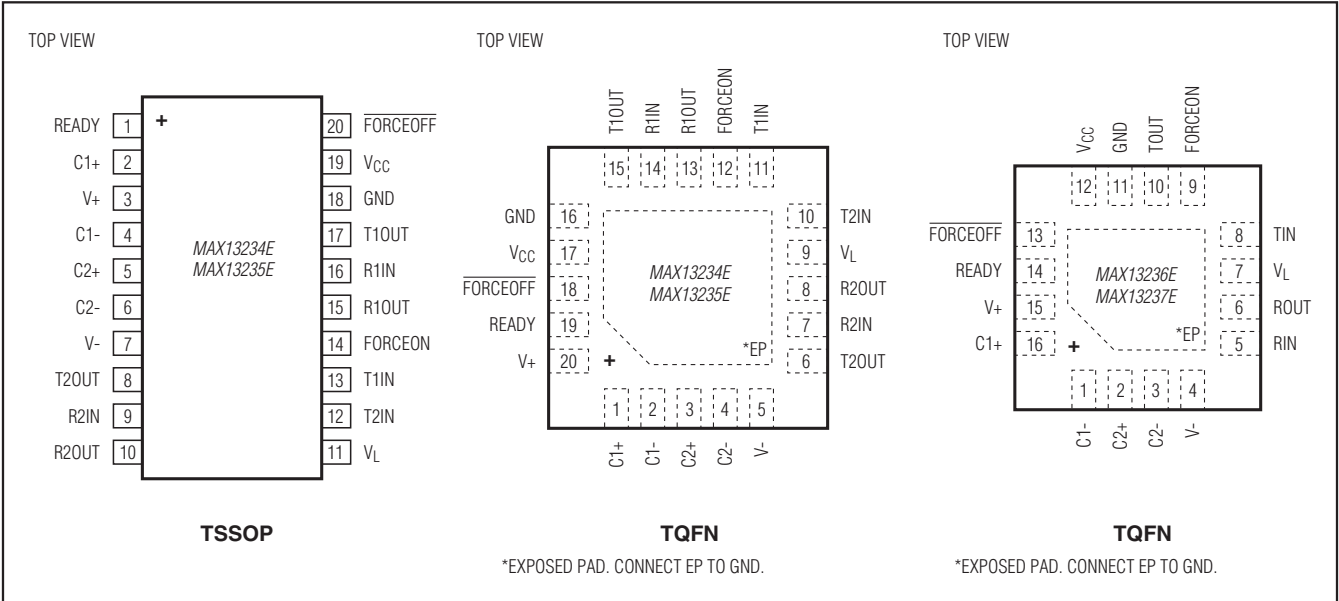 TOP VIEW
READY 1
C1+ 2
V+ 3
C1- 4
C2+ 5
C2- 6
V- 7
T2OUT 8
R2IN 9
R2OUT 10
+
MAX13234E
MAX13235E
20 FORCEOFF
19 VCC
18 GND
17 T1OUT
16 R1IN
15 R1OUT
14 FORCEON
13 T1IN
12 T2IN
11 VL
TSSOP
TOP VIEW
T1OUT R1IN R1OUT FORCEON T1IN
15 14 13 12 11
GND 16
VCC 17
FORCEOFF 18
READY 19
V+ 20
MAX13234E
MAX13235E
*EP
+
10 T2IN
9 VL
8 R2OUT
7 R2IN
6 T2OUT
1 2 3 4 5
C1+ C1- C2+ C2- V-
TQFN
*EXPOSED PAD. CONNECT EP TO GND.
TOP VIEW
VCC GND TOUT FORCEON
12 11 10 9
FORCEOFF 13
READY 14
V+ 15
C1+ 16
MAX13236E
MAX13237E
*EP
+
8 TIN
7 VL
6 ROUT
5 RIN
1 2 3 4
C1- C2+ C2- V-
TQFN
*EXPOSED PAD. CONNECT EP TO GND.